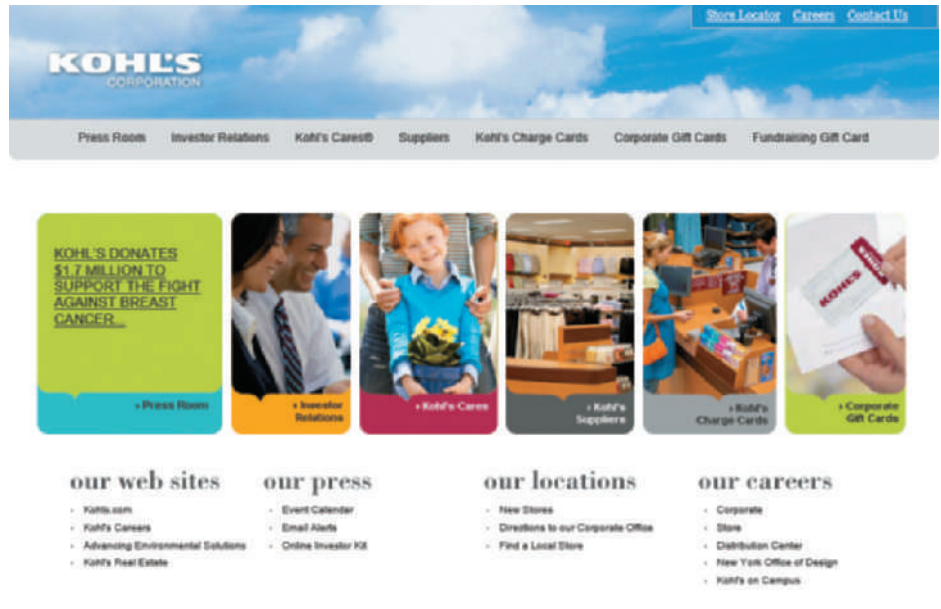 Store Locator Careers Contact Us
KOHL'S
CORPORATION
Press Room Investor Relations Kohl's Cares® Suppliers Kohl's Charge Cards Corporate Gift Cards Fundraising Gift Card
KOHL'S DONATES
$1.7 MILLION TO
SUPPORT THE FIGHT
AGAINST BREAST
CANCER...
› Press Room
› Investor
Relations
› Kohl's Cares
› Kohl's
Suppliers
› Kohl's
Charge Cards
KOHL'S
KOHL'S
› Corporate
Gift Cards
our web sites
Kohls.com
Kohl's Careers
Advancing Environmental Solutions
Kohl's Real Estate
our press
Event Calendar
Email Alerts
Online Investor Kit
our locations
New Stores
Directions to our Corporate Office
Find a Local Store
our careers
Corporate
Store
Distribution Center
New York Office of Design
Kohl's on Campus